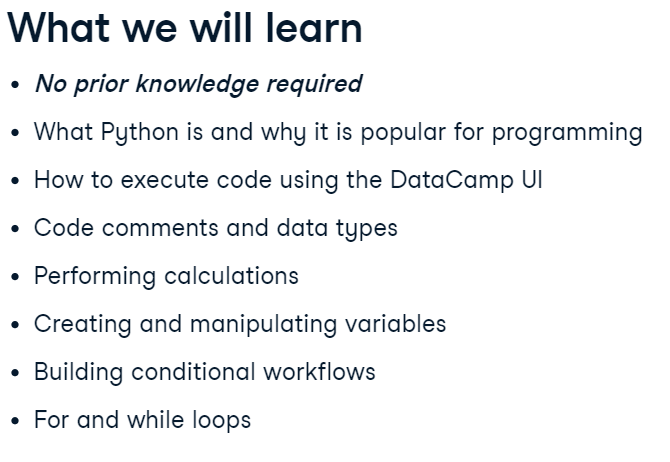 What we will learn
• No prior knowledge required
• What Python is and why it is popular for programming
• How to execute code using the DataCamp UI
• Code comments and data types
• Performing calculations
• Creating and manipulating variables
• Building conditional workflows
• For and while loops